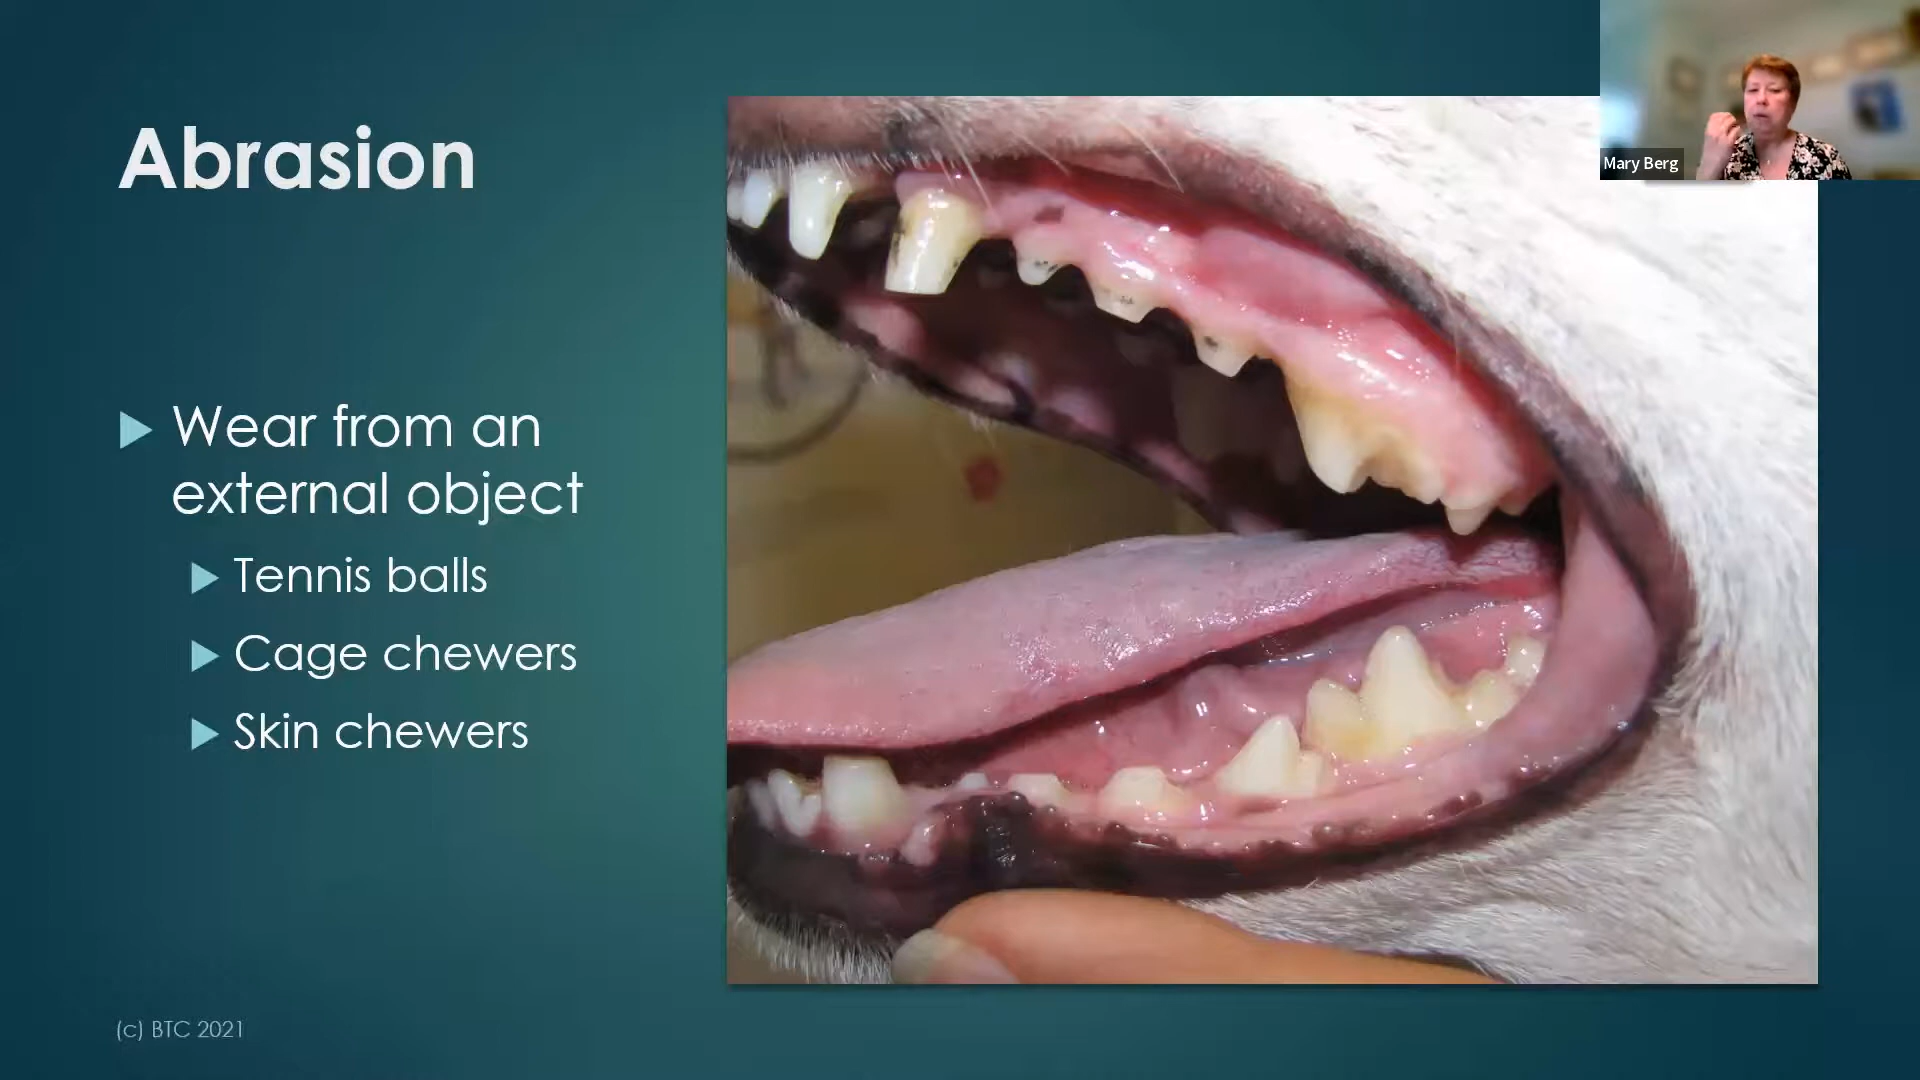 Abrasion
Wear from an
external object
Tennis balls
Cage chewers
Skin chewers
(c) BTC 2021
Mary Berg